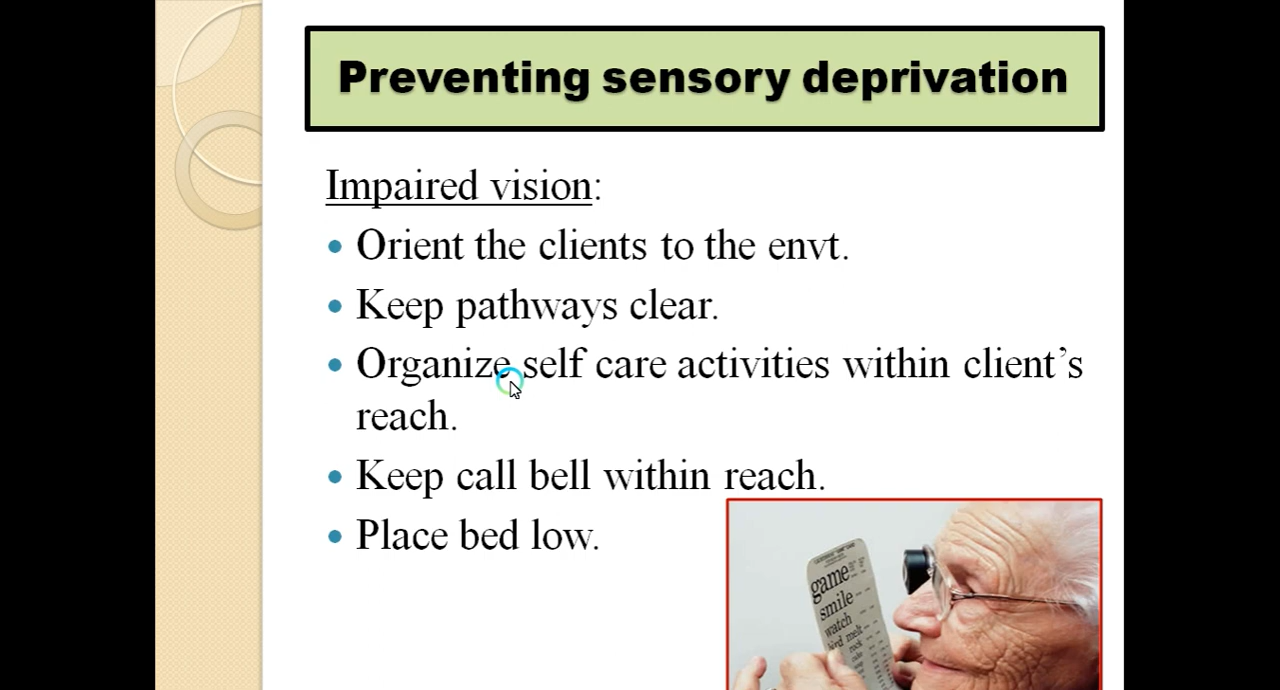 Preventing sensory deprivation
Impaired vision:
• Orient the clients to the envt.
• Keep pathways clear.
• Organize self care activities within client's
reach.
• Keep call bell within reach.
• Place bed low.
game
smile
watch